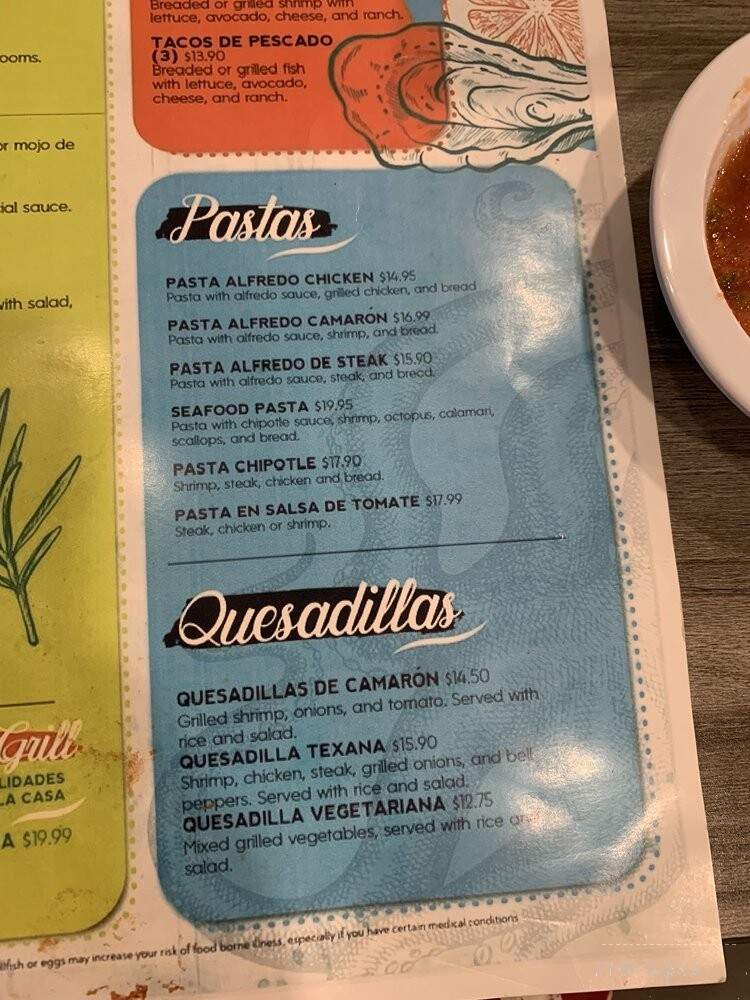 Breaded or grilled shrimp with
lettuce, avocado, cheese, and ranch.
TACOS DE PESCADO
(3) $13.90
Breaded or grilled fish
with lettuce, avocado,
cheese, and ranch.
ooms.
or mojo de
ial sauce.
with salad,
Grill
LIDADES
LA CASA
A $19.99
Pastas
PASTA ALFREDO CHICKEN $14.95
Pasta with alfredo sauce, grilled chicken, and bread
PASTA ALFREDO CAMARÓN $16.99
Pasta with alfredo sauce, shrimp, and bread.
PASTA ALFREDO DE STEAK $15.90
Pasta with alfredo sauce, steak, and bread.
SEAFOOD PASTA $19.95
Pasta with chipotle sauce, shrimp, octopus, calamari,
scallops, and bread.
PASTA CHIPOTLE $17.90
Shrimp, steak, chicken and bread.
PASTA EN SALSA DE TOMATE $17.99
Steak, chicken or shrimp.
Quesadillas
QUESADILLAS DE CAMARÓN $14.50
Grilled shrimp, onions, and tomato. Served with
rice and salad.
QUESADILLA TEXANA $15.90
Shrimp, chicken, steak, grilled onions, and bell
peppers. Served with rice and salad.
QUESADILLA VEGETARIANA $12.75
Mixed grilled vegetables, served with rice an
salad.
llfish or eggs may increase your risk of food borne illness, especially if you have certain medical conditions